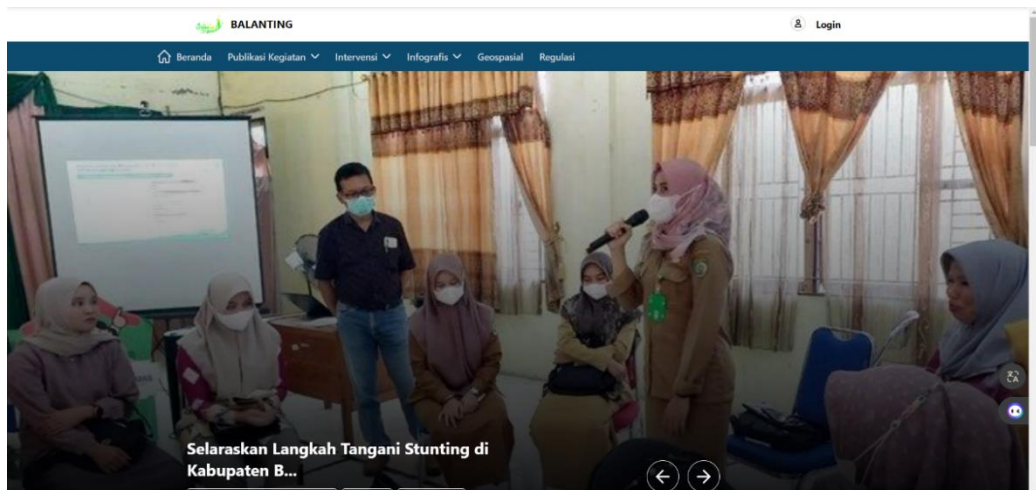 BALANTING
Login
Beranda Publikasi Kegiatan Intervensi Infografis Geospasial Regulasi
Selaraskan Langkah Tangani Stunting di
Kabupaten B...